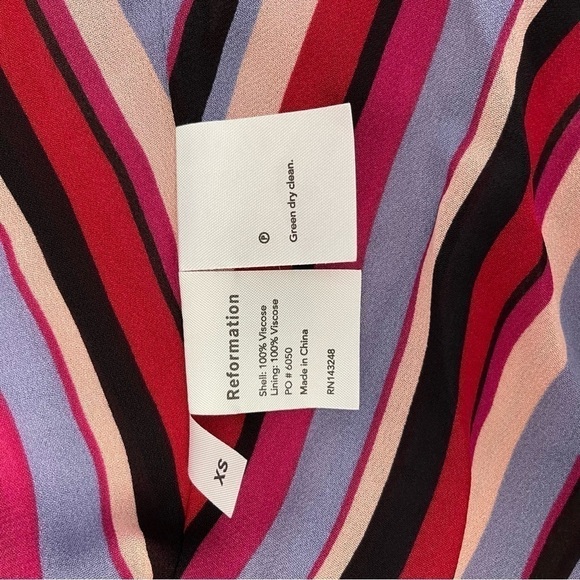 Reformation
Shell: 100% Viscose
Lining: 100% Viscose
PO # 6050
Made in China
RN143248
P
Green dry clean.
XS